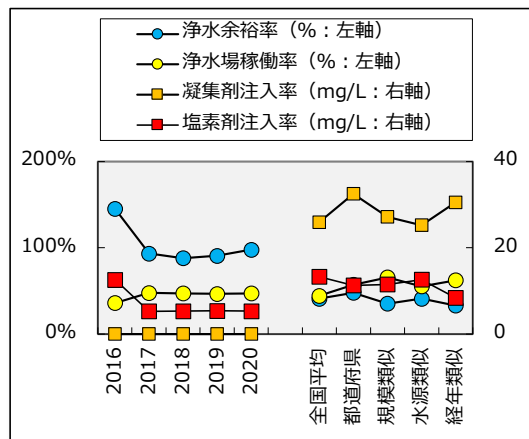 浄水余裕率（%：左軸）
浄水場稼働率（%：左軸）
凝集剤注入率（mg/L：右軸）
塩素剤注入率（mg/L：右軸）
200%
40
100%
20
0%
0
2016
2017
2018
2019
2020
全国平均
都道府県
規模類似
水源類似
経年類似